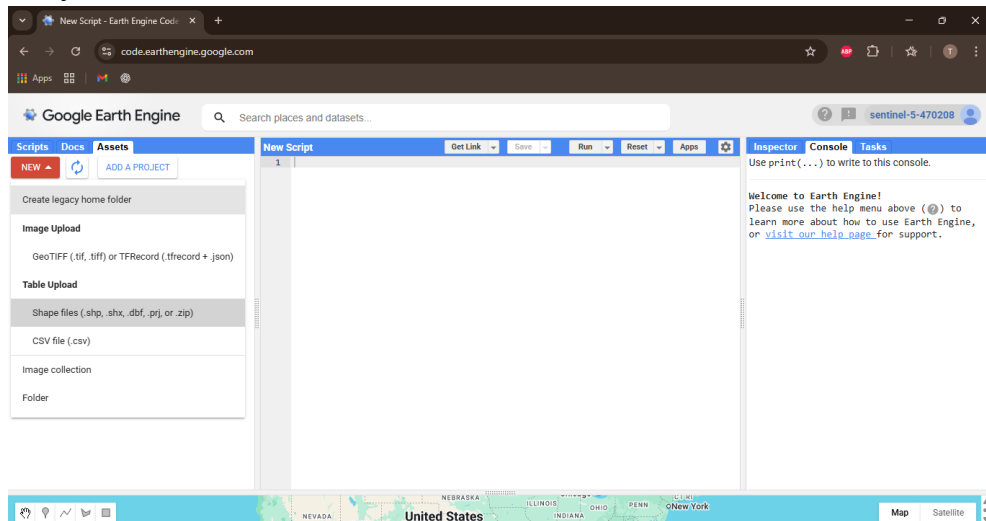 New Script - Earth Engine Code
code.earthengine.google.com
ABP
T
Apps
Google Earth Engine
Search places and datasets...
sentinel-5-470208
Scripts Docs Assets
NEW
ADD A PROJECT
Create legacy home folder
Image Upload
GeoTIFF (.tif, .tiff) or TFRecord (.tfrecord + .json)
Table Upload
Shape files (.shp, .shx, .dbf, .prj, or .zip)
CSV file (.csv)
Image collection
Folder
New Script
Get Link Save Run Reset Apps
1
Inspector Console Tasks
Use print(...) to write to this console.
Welcome to Earth Engine!
Please use the help menu above (?) to
learn more about how to use Earth Engine,
or visit our help page for support.
NEBRASKA
ILLINOIS
OHIO
PENN
New York
NEVADA
United States
INDIANA
Map Satellite